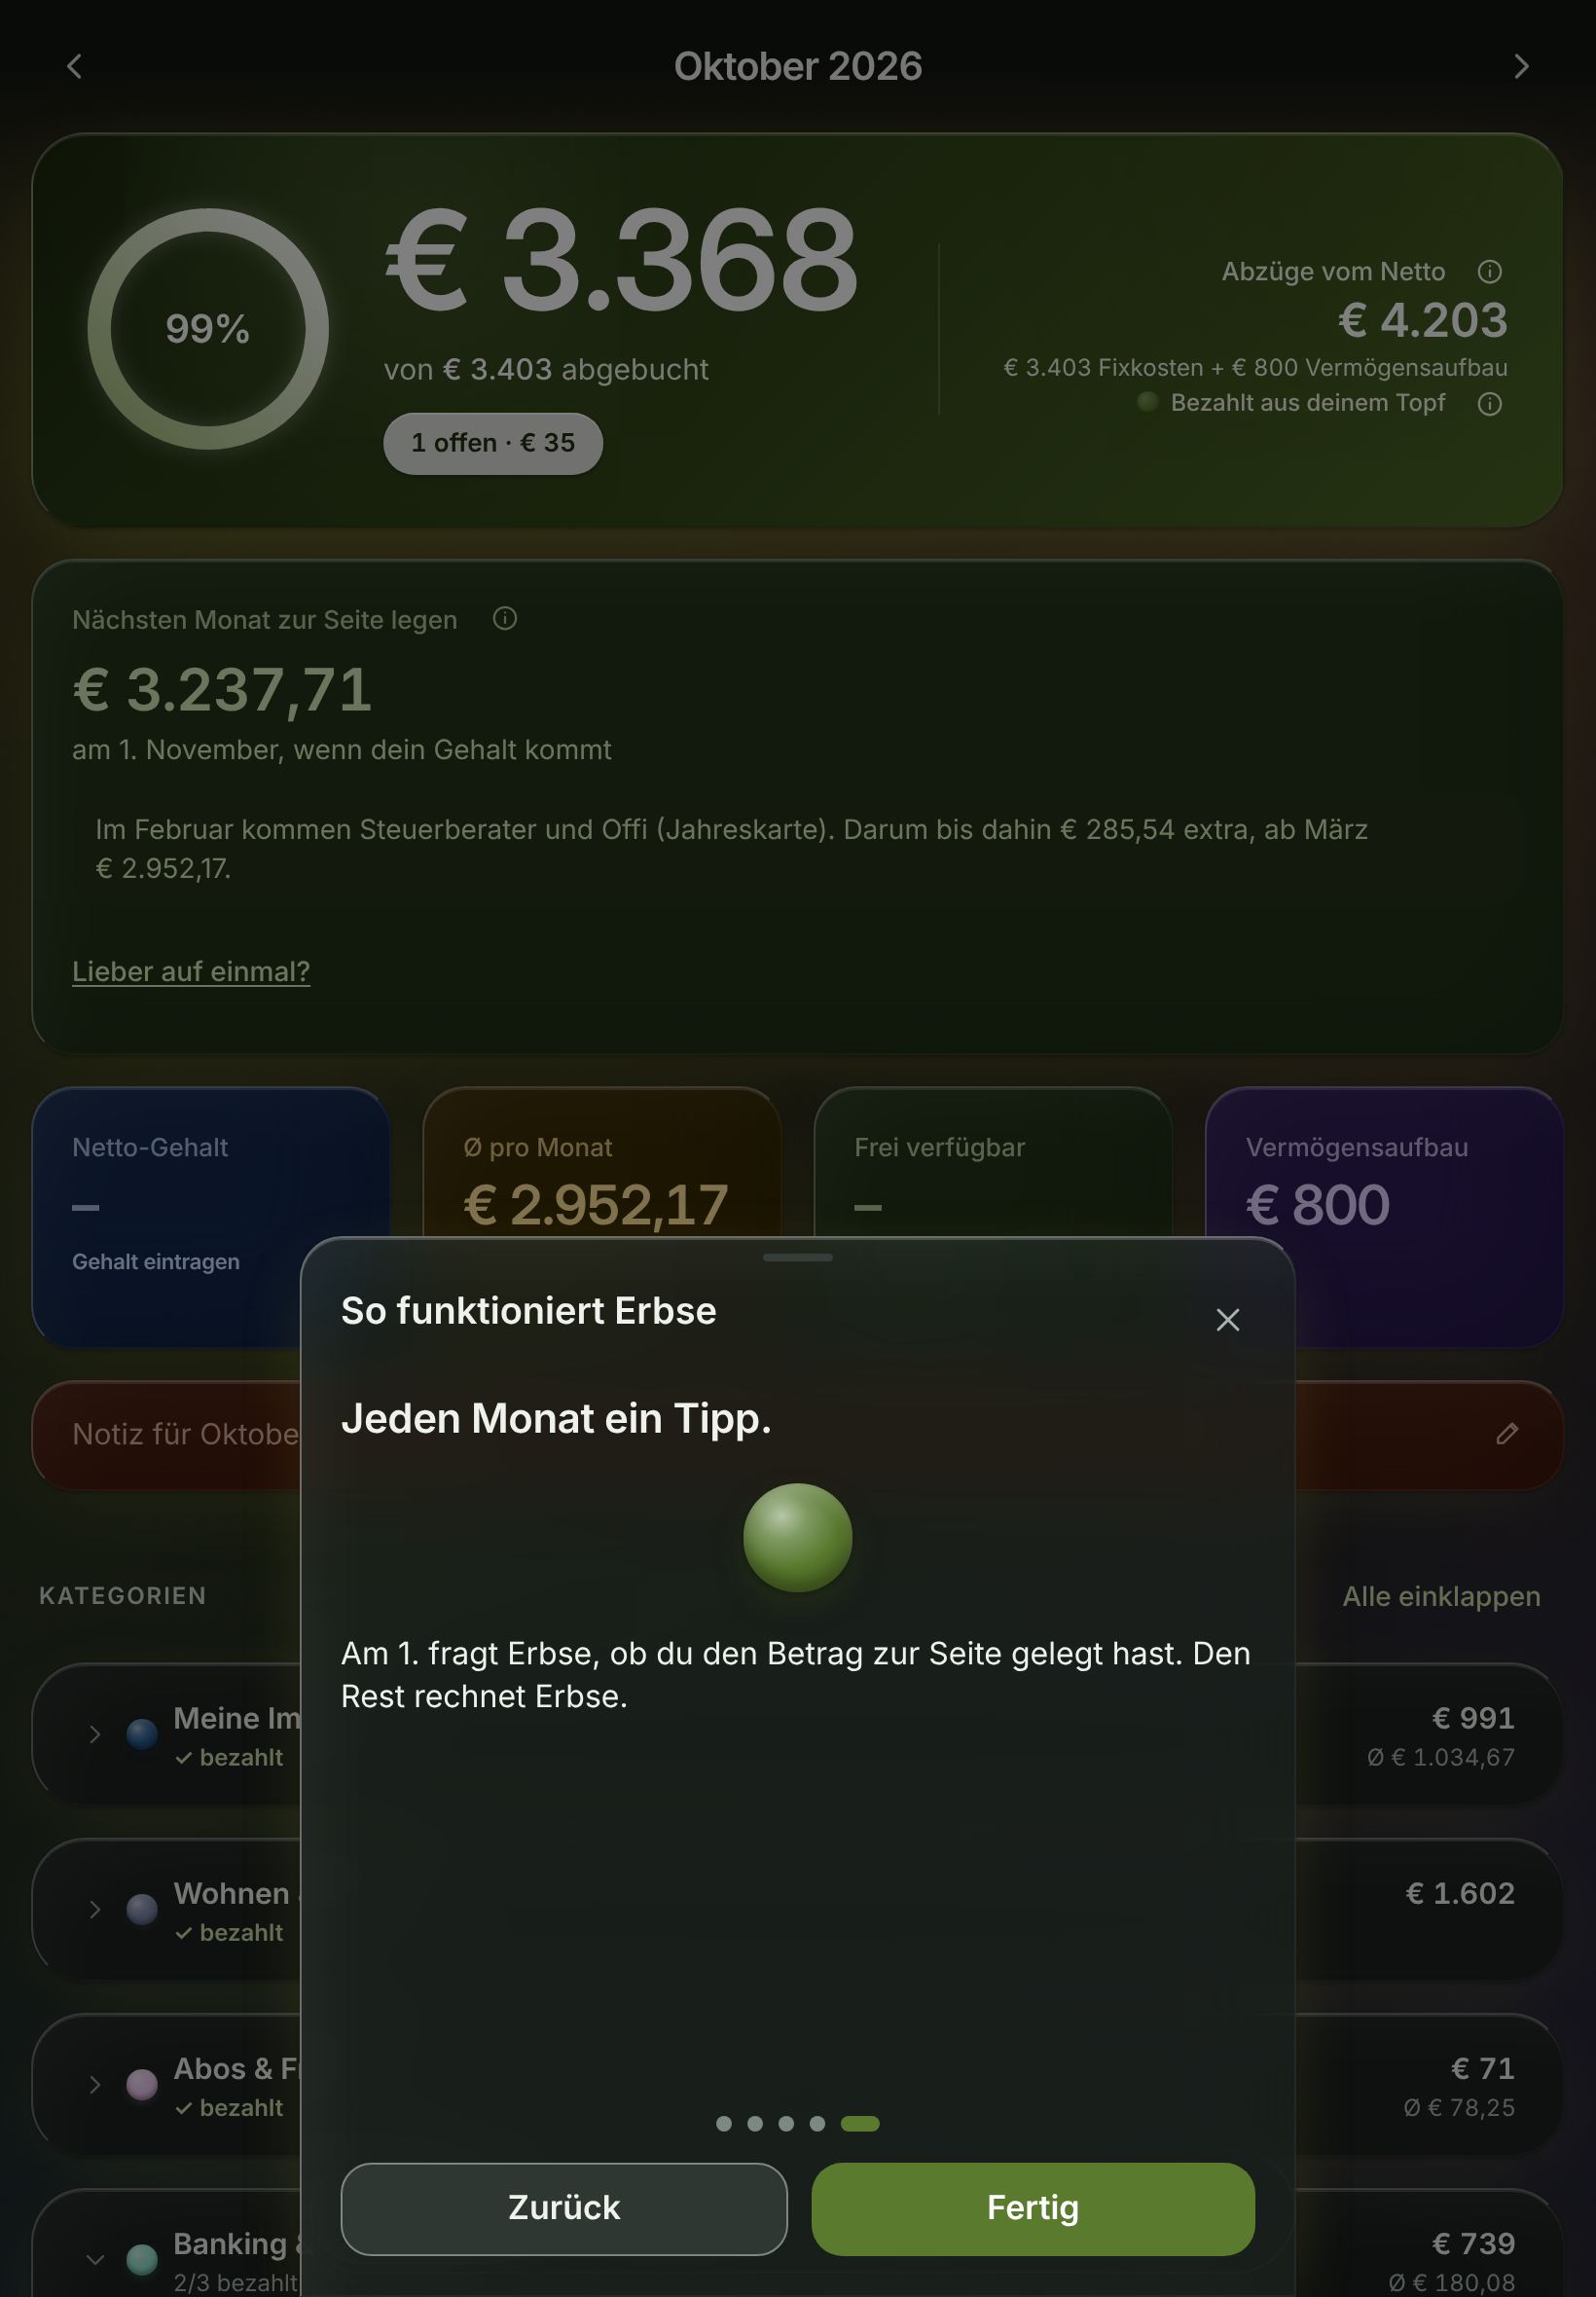 Oktober 2026
99%
€ 3.368
von € 3.403 abgebucht
1 offen · € 35
Abzüge vom Netto
€ 4.203
€ 3.403 Fixkosten + € 800 Vermögensaufbau
Bezahlt aus deinem Topf
Nächsten Monat zur Seite legen
€ 3.237,71
am 1. November, wenn dein Gehalt kommt
Im Februar kommen Steuerberater und Offi (Jahreskarte). Darum bis dahin € 285,54 extra, ab März
€ 2.952,17.
Lieber auf einmal?
Netto-Gehalt
–
Gehalt eintragen
Ø pro Monat
€ 2.952,17
Frei verfügbar
–
Vermögensaufbau
€ 800
Notiz für Oktobe
So funktioniert Erbse
Jeden Monat ein Tipp.
Am 1. fragt Erbse, ob du den Betrag zur Seite gelegt hast. Den
Rest rechnet Erbse.
Zurück
Fertig
KATEGORIEN
Alle einklappen
Meine Im
✓ bezahlt
€ 991
Ø € 1.034,67
Wohnen
✓ bezahlt
€ 1.602
Abos & F
✓ bezahlt
€ 71
Ø € 78,25
Banking &
2/3 bezahlt
€ 739
Ø € 180,08